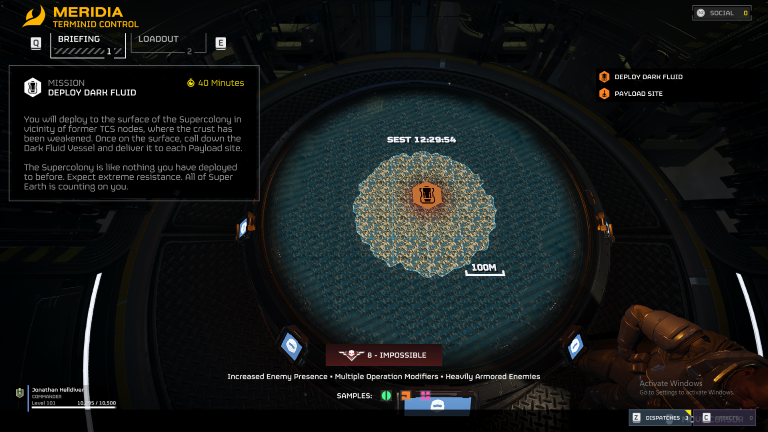 MERIDIA
TERMINID CONTROL
SOCIAL 0
Q BRIEFING 1 LOADOUT 2 E
MISSION
DEPLOY DARK FLUID
40 Minutes
You will deploy to the surface of the Supercolony in
vicinity of former TCS nodes, where the crust has
been weakened. Once on the surface, call down the
Dark Fluid Vessel and deliver it to each Payload site.
The Supercolony is like nothing you have deployed
to before. Expect extreme resistance. All of Super
Earth is counting on you.
DEPLOY DARK FLUID
PAYLOAD SITE
SEST 12:29:54
100M
8 - IMPOSSIBLE
Increased Enemy Presence • Multiple Operation Modifiers • Heavily Armored Enemies
SAMPLES:
Jonathan Helldiver
COMMANDER
Level 101
/ 10,500
Activate Windows
Go to Settings to activate Windows.
Z DISPATCHES 3 C